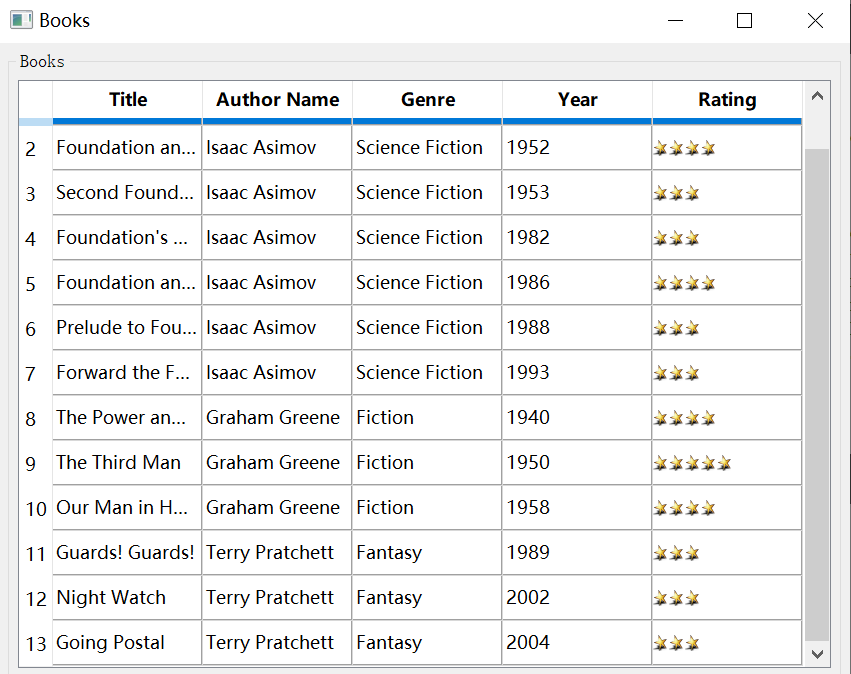 Books
Books
Title Author Name Genre Year Rating
2 Foundation an... Isaac Asimov Science Fiction 1952
3 Second Found... Isaac Asimov Science Fiction 1953
4 Foundation's ... Isaac Asimov Science Fiction 1982
5 Foundation an... Isaac Asimov Science Fiction 1986
6 Prelude to Fou... Isaac Asimov Science Fiction 1988
7 Forward the F... Isaac Asimov Science Fiction 1993
8 The Power an... Graham Greene Fiction 1940
9 The Third Man Graham Greene Fiction 1950
10 Our Man in H... Graham Greene Fiction 1958
11 Guards! Guards! Terry Pratchett Fantasy 1989
12 Night Watch Terry Pratchett Fantasy 2002
13 Going Postal Terry Pratchett Fantasy 2004